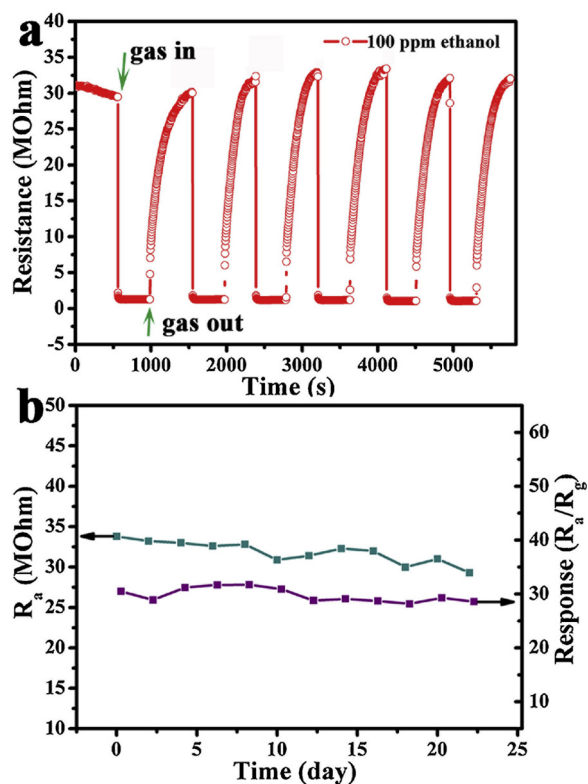 a
40
35
30
25
20
15
10
5
0
-5
Resistance (MOhm)
gas in
100 ppm ethanol
gas out
0 1000 2000 3000 4000 5000
Time (s)
b
50
45
40
35
30
25
20
15
10
Ra (MOhm)
60
50
40
30
20
10
Response (Ra/Rg)
0 5 10 15 20 25
Time (day)